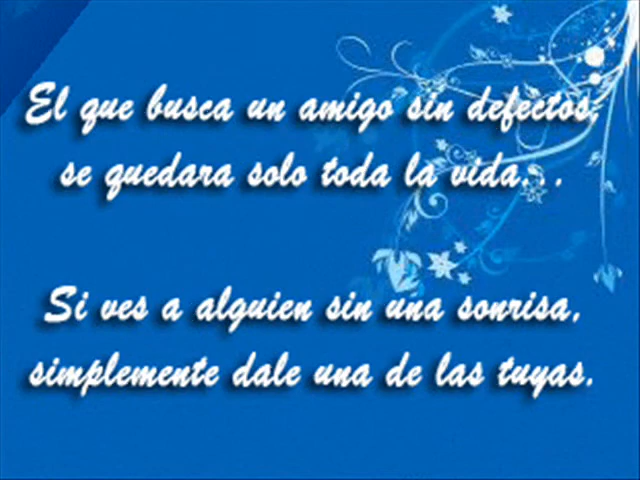 El que busca un amigo sin defectos,
se quedara solo toda la vida...
Si ves a alguien sin una sonrisa,
simplemente dale una de las tuyas.